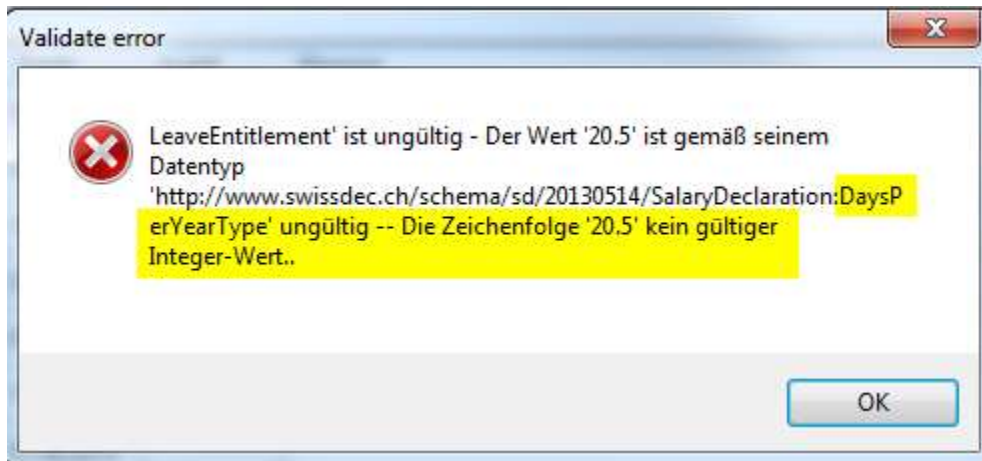 Validate error
LeaveEntitlement' ist ungültig - Der Wert '20.5' ist gemäß seinem
Datentyp
'http://www.swissdec.ch/schema/sd/20130514/SalaryDeclaration:DaysP
erYearType' ungültig -- Die Zeichenfolge '20.5' kein gültiger
Integer-Wert..
OK